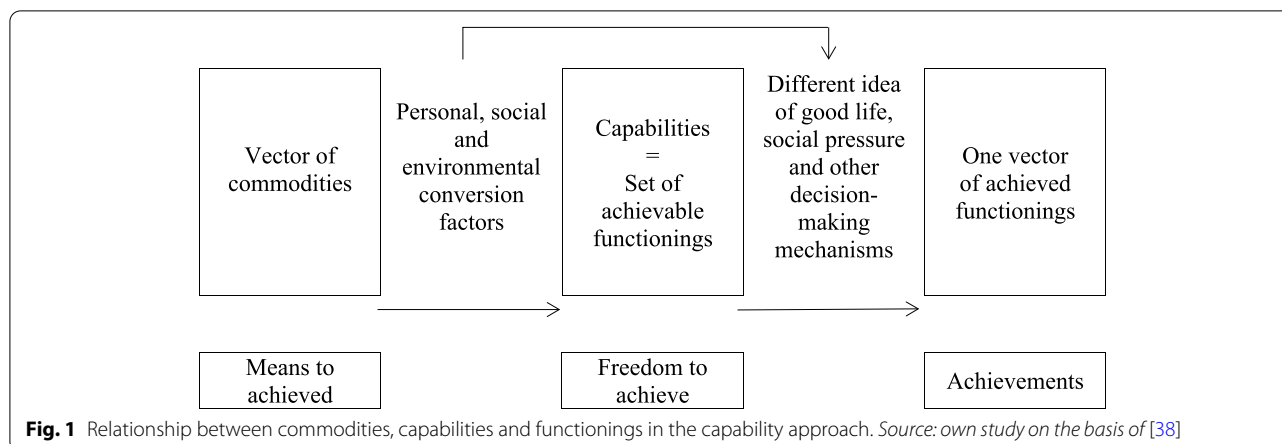 Vector of
commodities
Personal, social
and
environmental
conversion
factors
Capabilities
=
Set of
achievable
functionings
Different idea
of good life,
social pressure
and other
decision-
making
mechanisms
One vector
of achieved
functionings
Means to
achieved
Freedom to
achieve
Achievements
Fig. 1 Relationship between commodities, capabilities and functionings in the capability approach. Source: own study on the basis of [38]